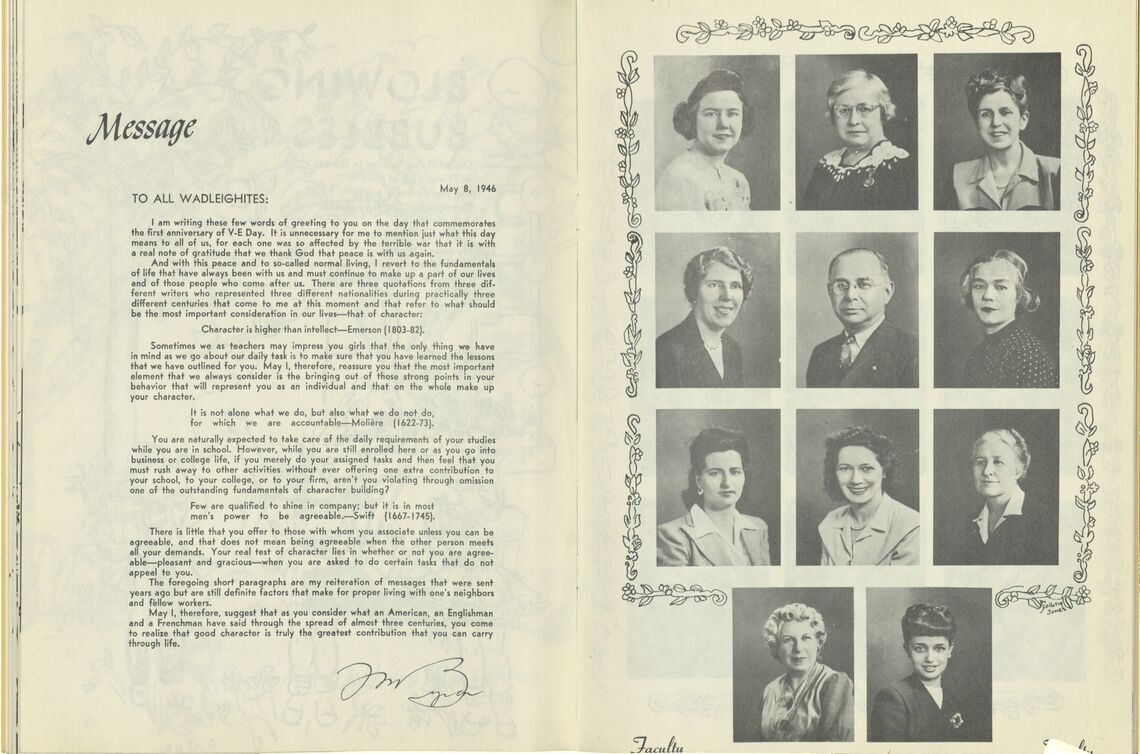 Message
May 8, 1946
TO ALL WADLEIGHITES:
I am writing these few words of greeting to you on the day that commemorates
the first anniversary of V-E Day. It is unnecessary for me to mention just what this day
means to all of us, for each one was so affected by the terrible war that it is with
a real note of gratitude that we thank God that peace is with us again.
And with this peace and to so-called normal living, I revert to the fundamentals
of life that have always been with us and must continue to make up a part of our lives
and of those people who come after us. There are three quotations from three dif-
ferent writers who represented three different nationalities during practically three
different centuries that come to me at this moment and that refer to what should
be the most important consideration in our lives—that of character:
Character is higher than intellect—Emerson (1803-82).
Sometimes we as teachers may impress you girls that the only thing we have
in mind as we go about our daily task is to make sure that you have learned the lessons
that we have outlined for you. May I, therefore, reassure you that the most important
element that we always consider is the bringing out of those strong points in your
behavior that will represent you as an individual and that on the whole make up
your character.
It is not alone what we do, but also what we do not do,
for which we are accountable—Molière (1622-73).
You are naturally expected to take care of the daily requirements of your studies
while you are in school. However, while you are still enrolled here or as you go into
business or college life, if you merely do your assigned tasks and then feel that you
must rush away to other activities without ever offering one extra contribution to
your school, to your college, or to your firm, aren't you violating through omission
one of the outstanding fundamentals of character building?
Few are qualified to shine in company; but it is in most
men's power to be agreeable.—Swift (1667-1745).
There is little that you offer to those with whom you associate unless you can be
agreeable, and that does not mean being agreeable when the other person meets
all your demands. Your real test of character lies in whether or not you are agree-
able—pleasant and gracious—when you are asked to do certain tasks that do not
appeal to you.
The foregoing short paragraphs are my reiteration of messages that were sent
years ago but are still definite factors that make for proper living with one's neighbors
and fellow workers.
May I, therefore, suggest that as you consider what an American, an Englishman
and a Frenchman have said through the spread of almost three centuries, you come
to realize that good character is truly the greatest contribution that you can carry
through life.
Faculty